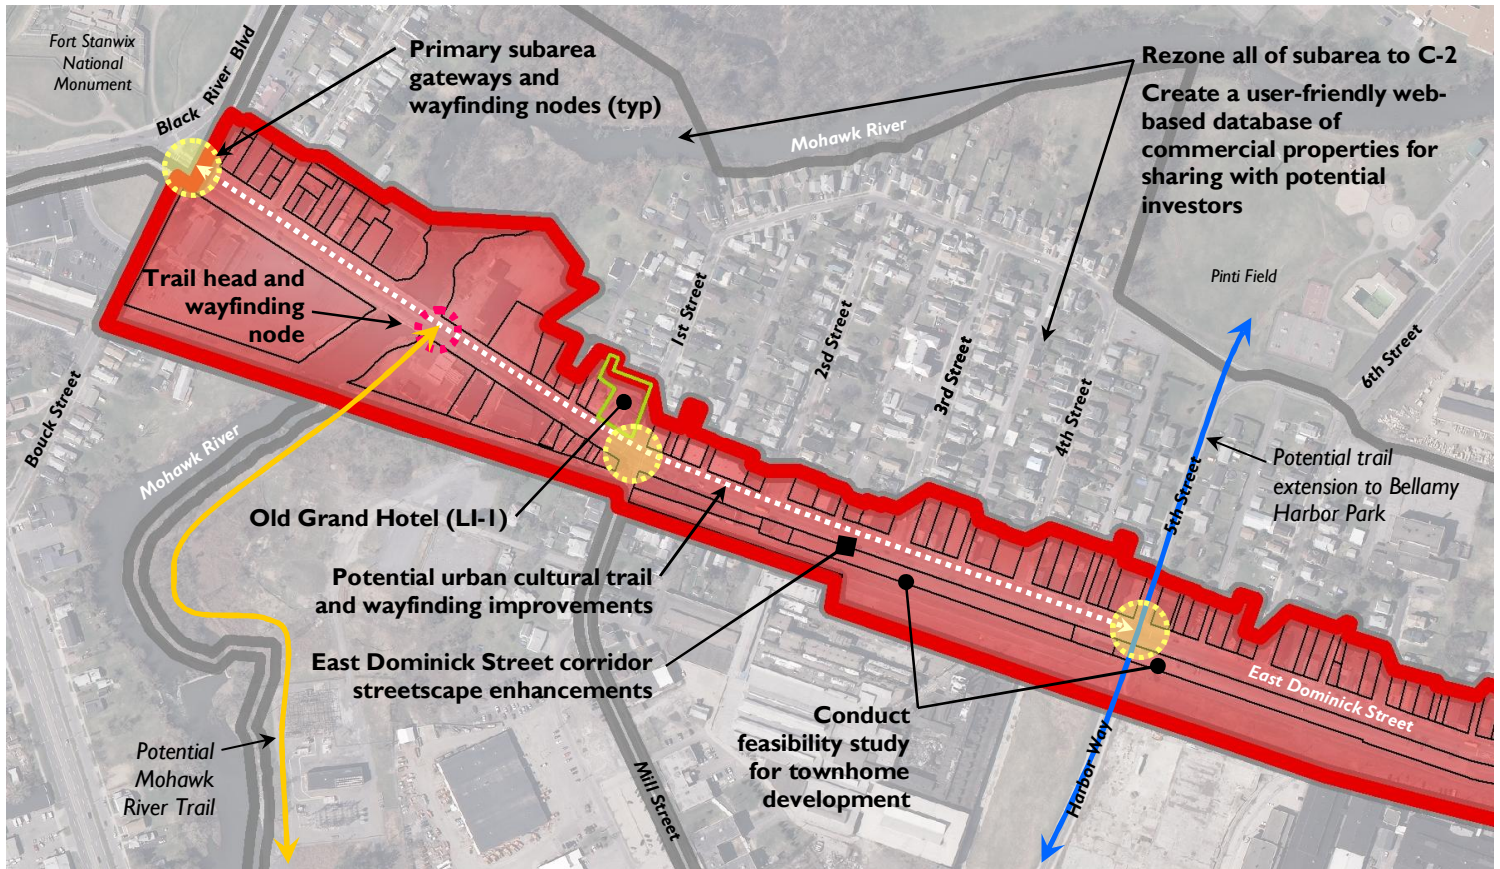 Fort Stanwix
National
Monument
Black River Blvd
Primary subarea
gateways and
wayfinding nodes (typ)
Rezone all of subarea to C-2
Create a user-friendly web-
based database of
commercial properties for
sharing with potential
investors
Mohawk River
Pinti Field
Trail head and
wayfinding
node
1st Street
2sd Street
3rd Street
4th Street
5th Street
6th Street
Bouck Street
Mohawk River
Potential trail
extension to Bellamy
Harbor Park
Old Grand Hotel (LI-1)
Potential urban cultural trail
and wayfinding improvements
East Dominick Street corridor
streetscape enhancements
East Dominick Street
Conduct
feasibility study
for townhome
development
Potential
Mohawk
River Trail
Mill Street
Harbor Way